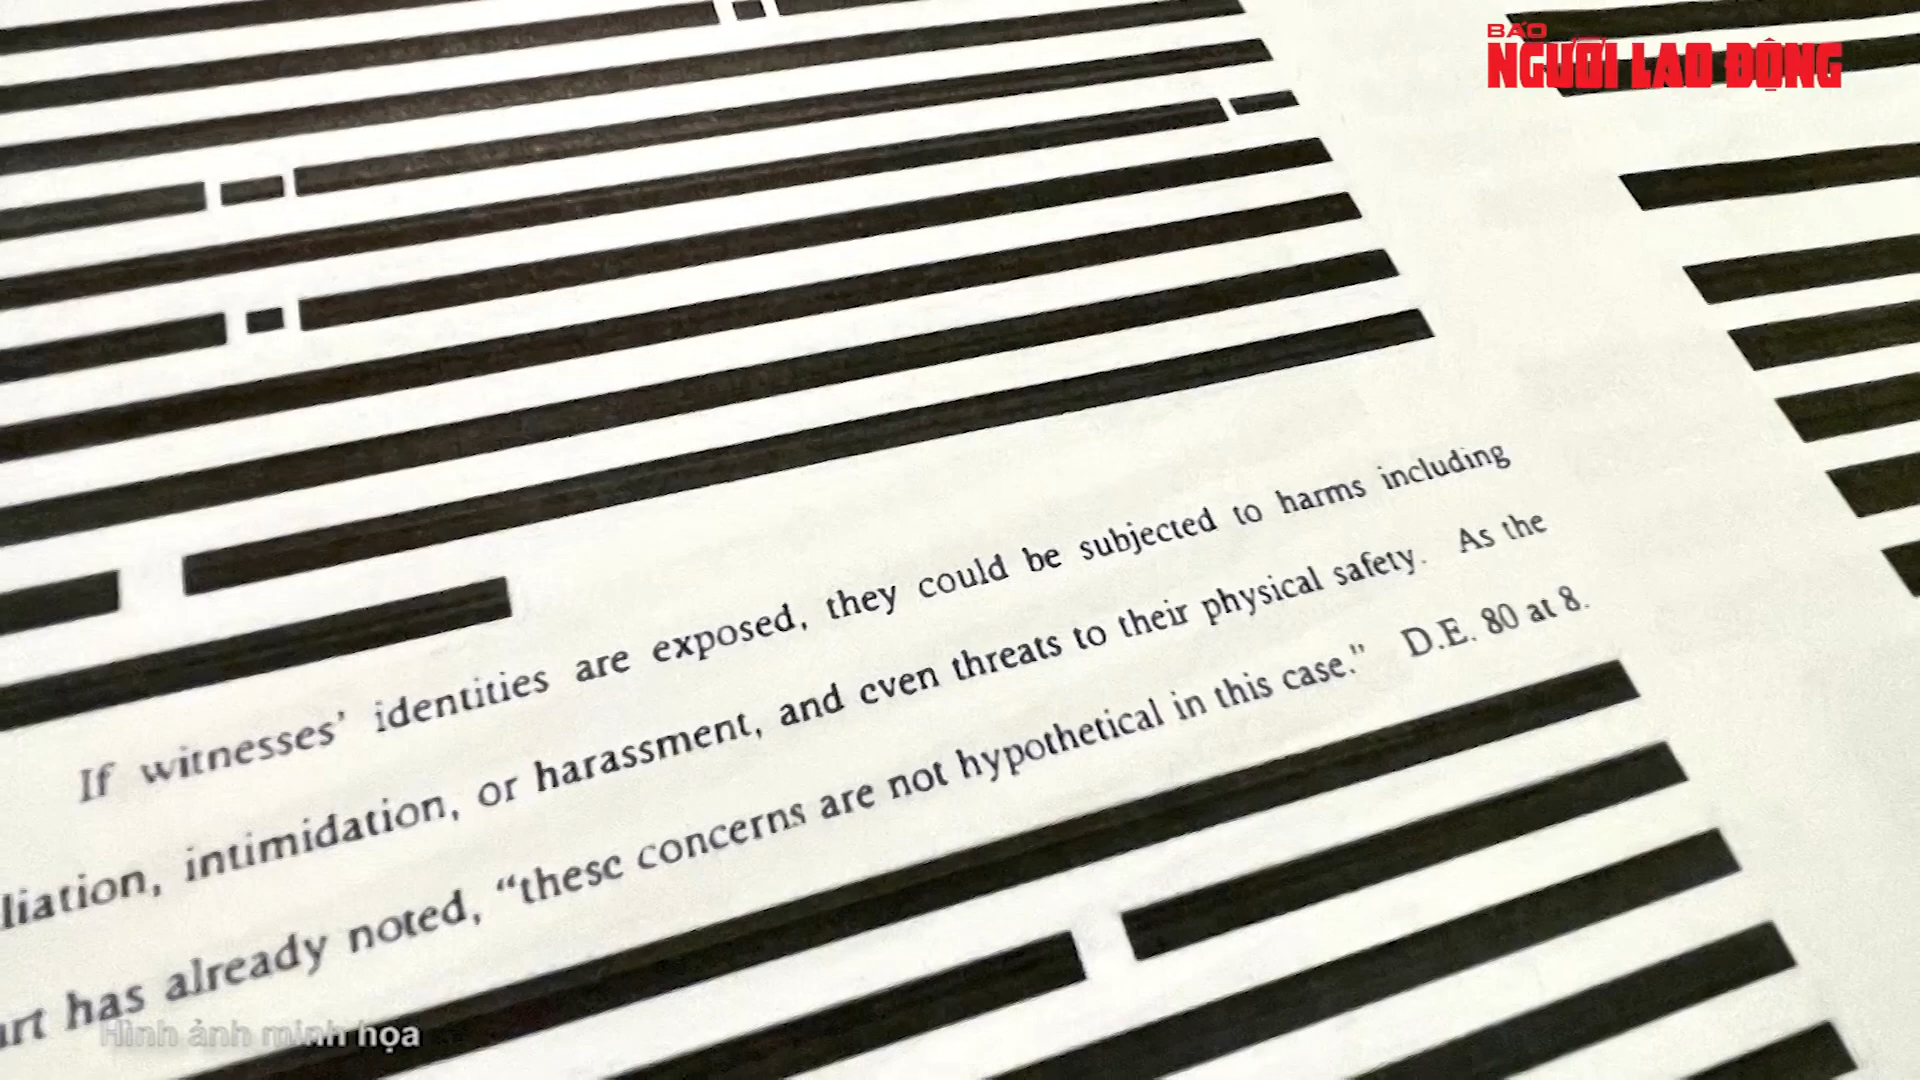 BÁO
NGƯỜI LAO ĐỘNG
If witnesses' identities are exposed, they could be subjected to harms including
liation, intimidation, or harassment, and even threats to their physical safety. As the
urt has already noted, "these concerns are not hypothetical in this case." D.E. 80 at 8.
Hình ảnh minh họa